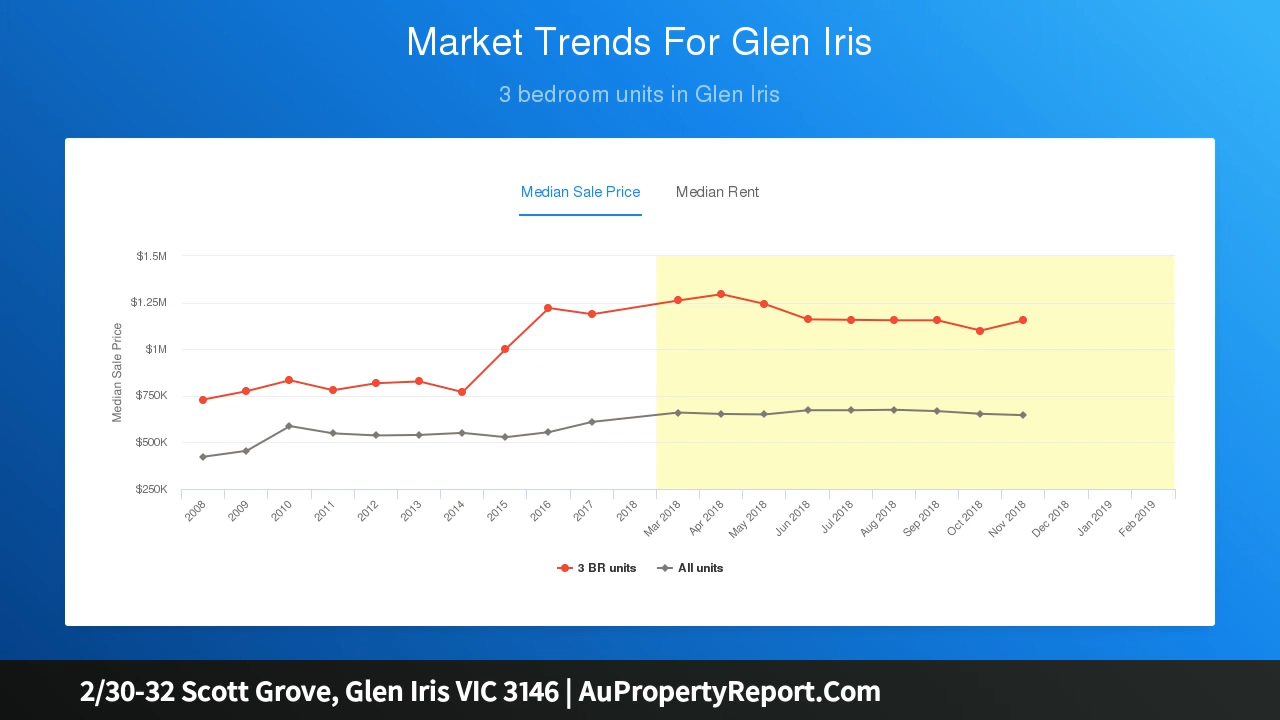 Market Trends For Glen Iris
3 bedroom units in Glen Iris
Median Sale Price
Median Rent
$1.5M
$1.25M
$1M
$750K
$500K
$250K
Median Sale Price
2008
2009
2010
2011
2012
2013
2014
2015
2016
2017
2018
Mar 2018
Apr 2018
May 2018
Jun 2018
Jul 2018
Aug 2018
Sep 2018
Oct 2018
Nov 2018
Dec 2018
Jan 2019
Feb 2019
3 BR units
All units
2/30-32 Scott Grove, Glen Iris VIC 3146 | AuPropertyReport.Com